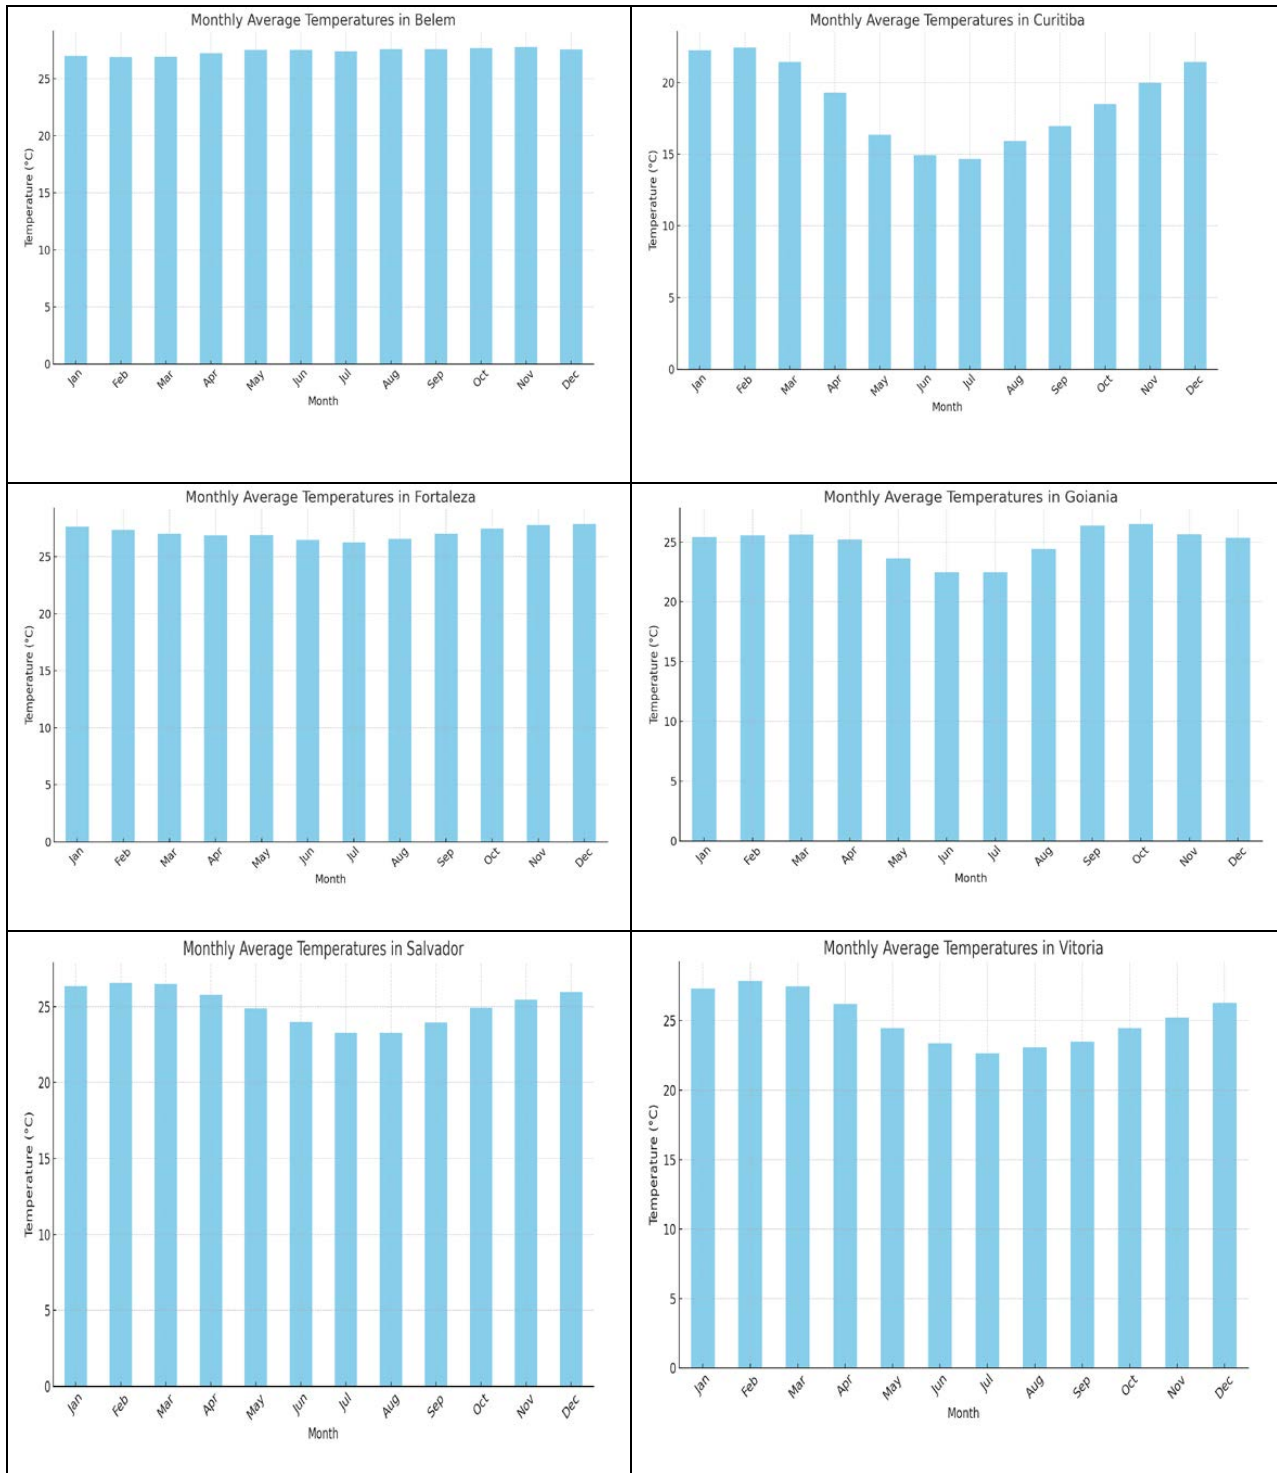 Monthly Average Temperatures in Belem
Temperature (°C)
25
20
15
10
5
0
Jan Feb Mar Apr May Jun Jul Aug Sep Oct Nov Dec
Month
Monthly Average Temperatures in Curitiba
Temperature (°C)
20
15
10
5
0
Jan Feb Mar Apr May Jun Jul Aug Sep Oct Nov Dec
Month
Monthly Average Temperatures in Fortaleza
Temperature (°C)
25
20
15
10
5
0
Jan Feb Mar Apr May Jun Jul Aug Sep Oct Nov Dec
Month
Monthly Average Temperatures in Goiania
Temperature (°C)
25
20
15
10
5
0
Jan Feb Mar Apr May Jun Jul Aug Sep Oct Nov Dec
Month
Monthly Average Temperatures in Salvador
Temperature (°C)
25
20
15
10
5
0
Jan Feb Mar Apr May Jun Jul Aug Sep Oct Nov Dec
Month
Monthly Average Temperatures in Vitoria
Temperature (°C)
25
20
15
10
5
0
Jan Feb Mar Apr May Jun Jul Aug Sep Oct Nov Dec
Month